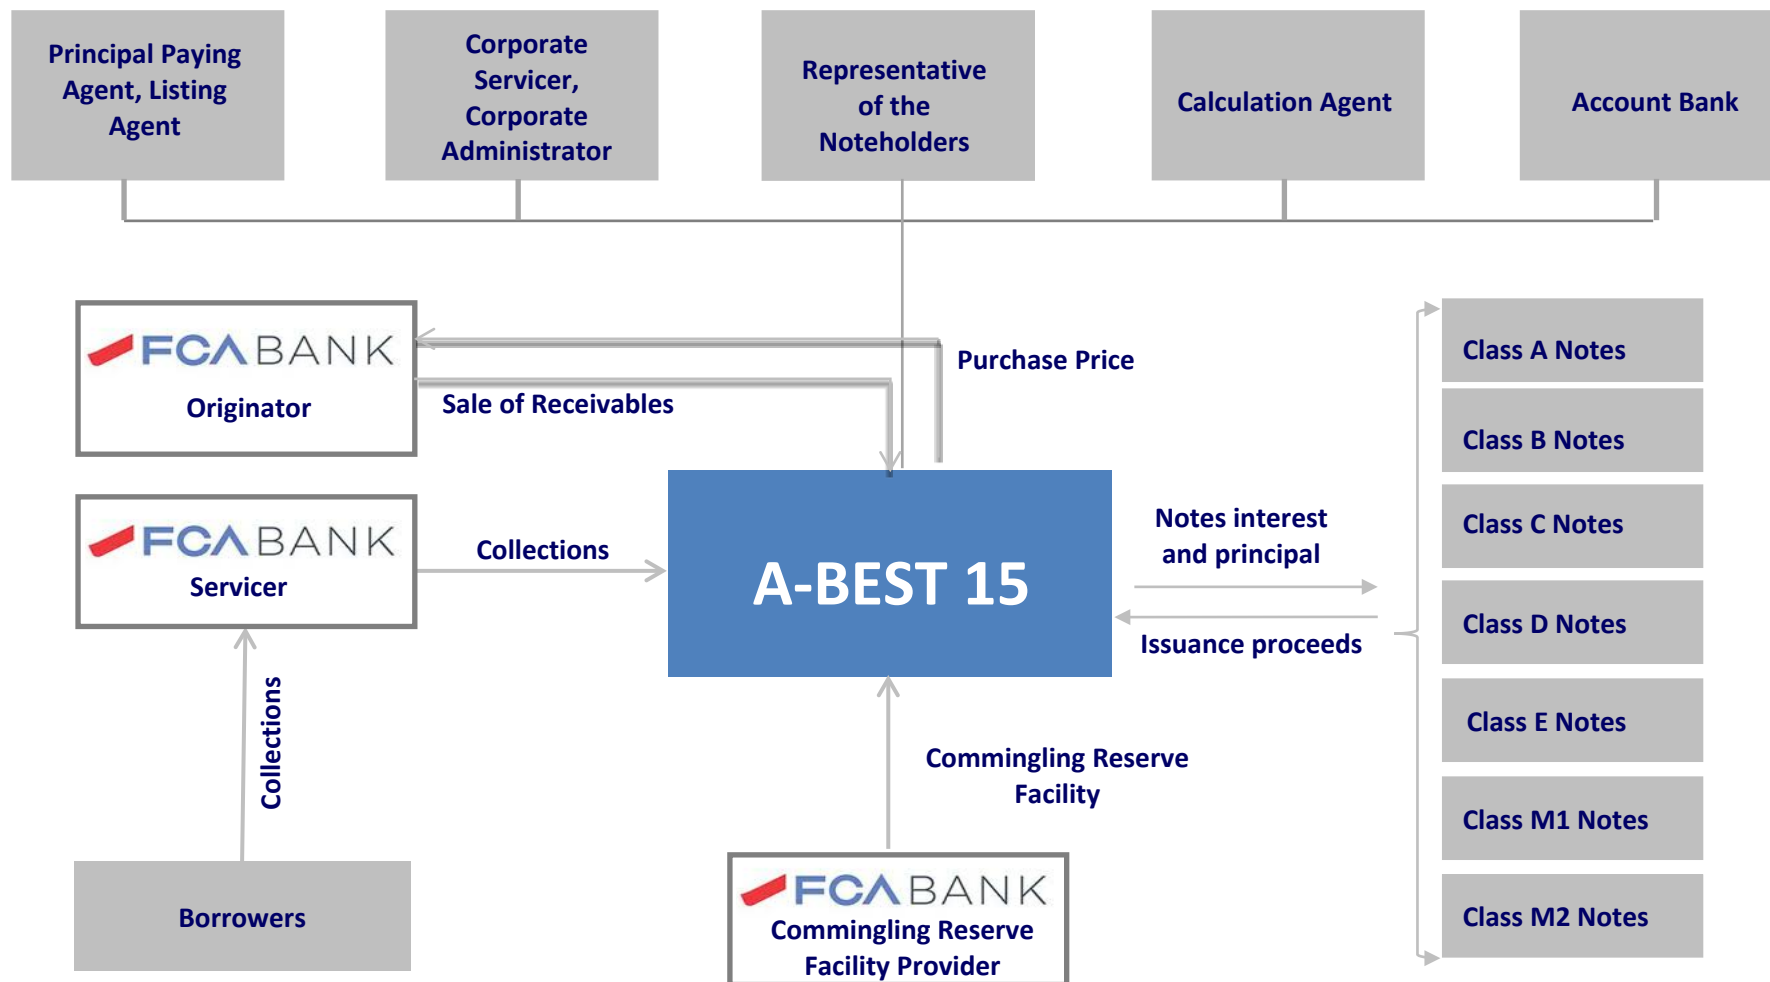 Principal Paying
Agent, Listing
Agent
Corporate
Servicer,
Corporate
Administrator
Representative
of the
Noteholders
Calculation Agent
Account Bank
FCA BANK
Originator
Purchase Price
Sale of Receivables
FCA BANK
Servicer
Collections
A-BEST 15
Notes interest
and principal
Issuance proceeds
Class A Notes
Class B Notes
Class C Notes
Class D Notes
Class E Notes
Class M1 Notes
Class M2 Notes
Collections
Borrowers
Commingling Reserve
Facility
FCA BANK
Commingling Reserve
Facility Provider